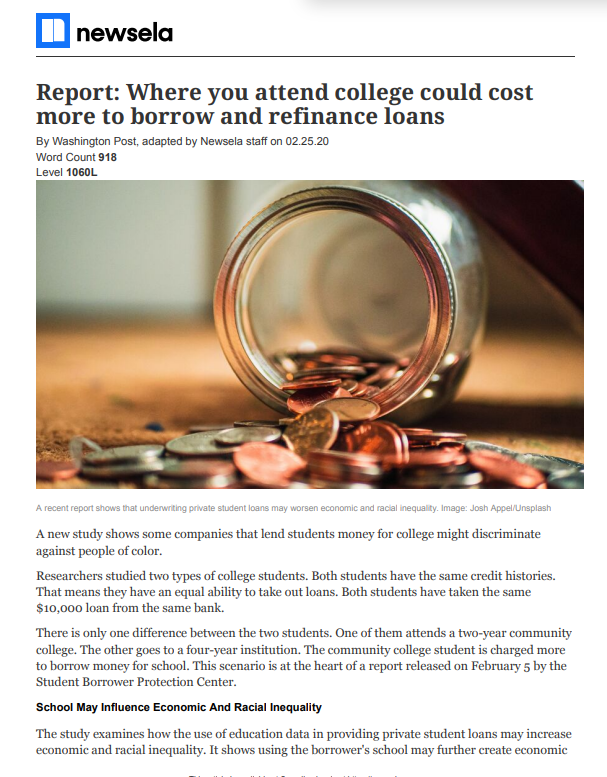 newsela
Report: Where you attend college could cost
more to borrow and refinance loans
By Washington Post, adapted by Newsela staff on 02.25.20
Word Count 918
Level 1060L
A recent report shows that underwriting private student loans may worsen economic and racial inequality. Image: Josh Appel/Unsplash
A new study shows some companies that lend students money for college might discriminate
against people of color.
Researchers studied two types of college students. Both students have the same credit histories.
That means they have an equal ability to take out loans. Both students have taken the same
$10,000 loan from the same bank.
There is only one difference between the two students. One of them attends a two-year community
college. The other goes to a four-year institution. The community college student is charged more
to borrow money for school. This scenario is at the heart of a report released on February 5 by the
Student Borrower Protection Center.
School May Influence Economic And Racial Inequality
The study examines how the use of education data in providing private student loans may increase
economic and racial inequality. It shows using the borrower's school may further create economic